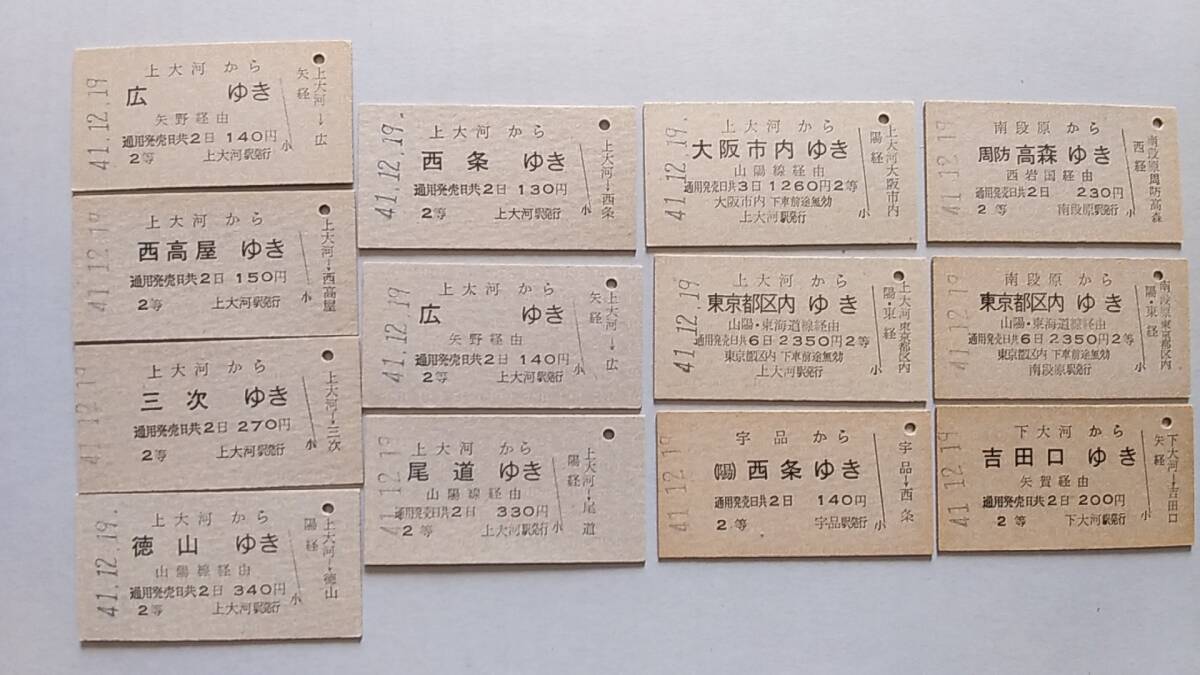 41.12.19
上大河から
広 ゆき
矢野経由
通用発売日共2日 140円
2等 上大河駅発行
小
矢経
上大河→広
41.12.19
上大河から
西高屋 ゆき
通用発売日共2日 150円
2等 上大河駅発行
小
上大河→西高屋
41.12.19
上大河から
三次 ゆき
通用発売日共2日 270円
2等 上大河駅発行
小
上大河→三次
41.12.19.
上大河から
徳山 ゆき
山陽線経由
通用発売日共2日 340円
2等 上大河駅発行
小
陽経
上大河→徳山
41.12.19.
上大河から
西条 ゆき
通用発売日共2日 130円
2等 上大河駅発行
小
上大河→西条
41.12.19
上大河から
広 ゆき
矢野経由
通用発売日共2日 140円
2等 上大河駅発行
小
矢経
上大河→広
41.12.19
上大河から
尾道 ゆき
山陽線経由
通用発売日共2日 330円
2等 上大河駅発行
小
陽経
上大河→尾道
41.12.19.
上大河から
大阪市内 ゆき
山陽線経由
通用発売日共3日 1260円2等
大阪市内 下車前途無効
上大河駅発行
小
陽経
上大河大阪市内
41.12.19
上大河から
東京都区内 ゆき
山陽・東海道線経由
通用発売日共6日 2350円2等
東京都区内 下車前途無効
上大河駅発行
小
陽・東経
上大河東京都区内
41.12.19
宇品から
(陽)西条ゆき
通用発売日共2日 140円
2等 宇品駅発行
小
宇品→西条
41.12.19
南段原から
周防高森ゆき
西岩国経由
通用発売日共2日 230円
2等 南段原駅発行
小
西経
南段原周防高森
41.12.19
南段原から
東京都区内 ゆき
山陽・東海道線経由
通用発売日共6日 2350円2等
東京都区内 下車前途無効
南段原駅発行
小
陽・東経
南段原東京都区内
41.12.19
下大河から
吉田口 ゆき
矢賀経由
通用発売日共2日 200円
2等 下大河駅発行
小
矢経
下大河→吉田口